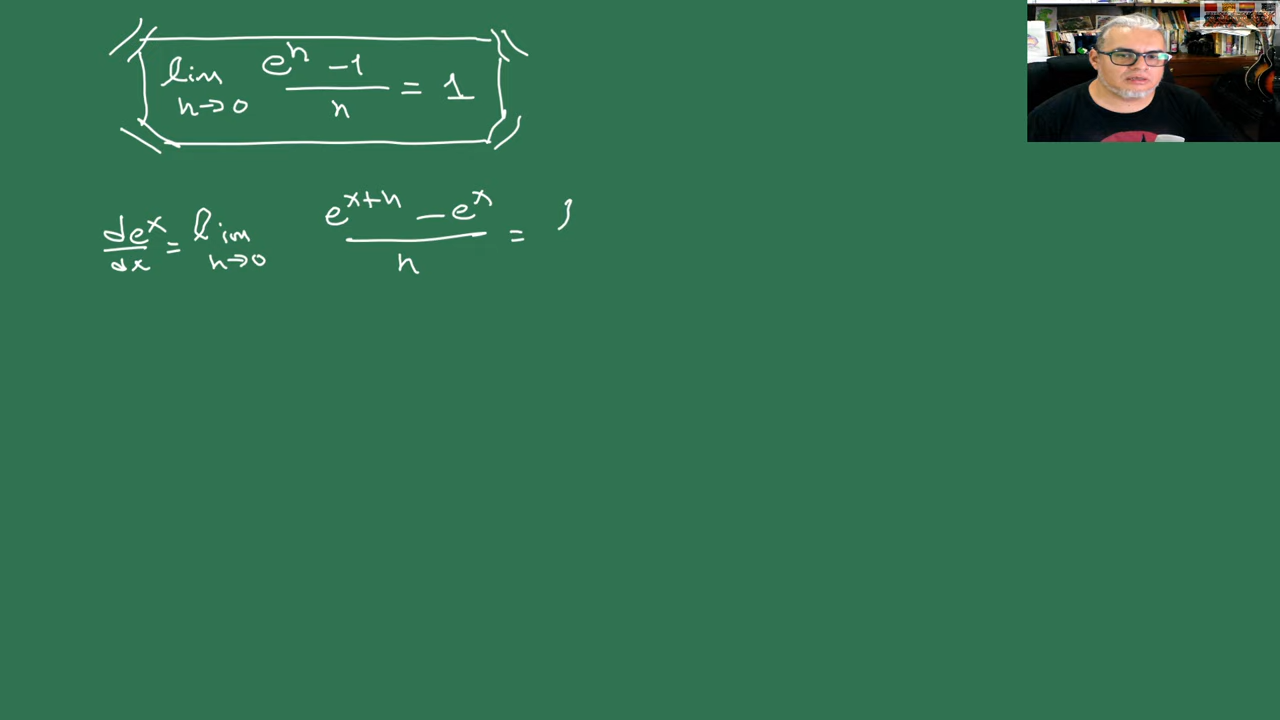 lim h→0 (e^h − 1)/h = 1
de^x/dx = lim h→0 (e^(x+h) − e^x)/h =